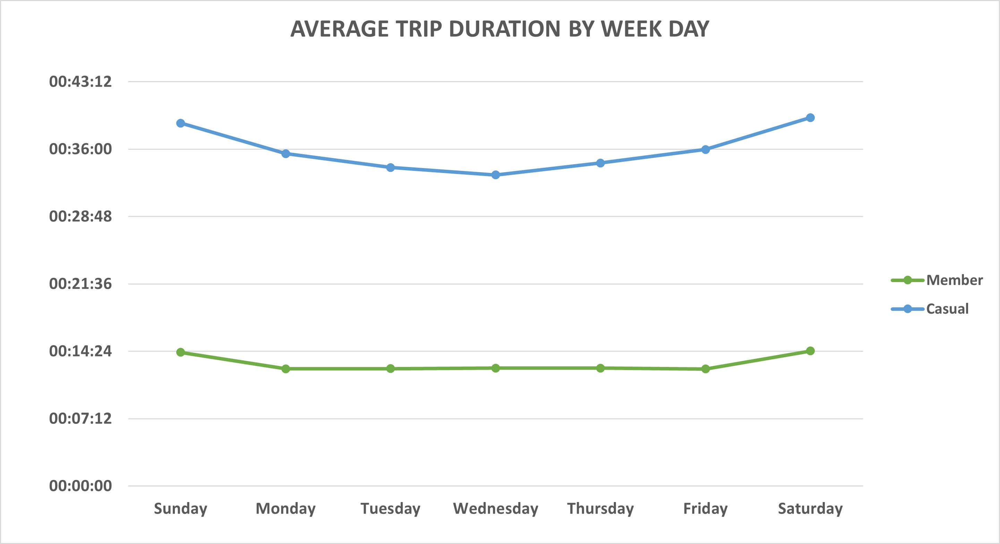 AVERAGE TRIP DURATION BY WEEK DAY
00:43:12
00:36:00
00:28:48
00:21:36
00:14:24
00:07:12
00:00:00
Sunday Monday Tuesday Wednesday Thursday Friday Saturday
Member
Casual